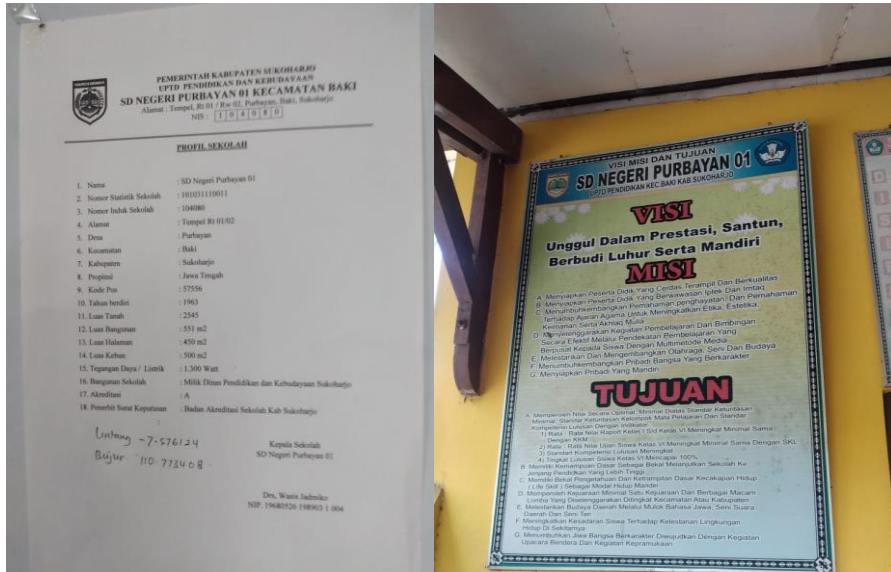 PEMERINTAH KABUPATEN SUKOHARJO
UPTD PENDIDIKAN DAN KEBUDAYAAN
SD NEGERI PURBAYAN 01 KECAMATAN BAKI
Alamat : Tempel, Rt 01 / Rw 02, Purbayan, Baki, Sukoharjo
NIS : 104080
PROFIL SEKOLAH
1. Nama : SD Negeri Purbayan 01
2. Nomor Statistik Sekolah : 101031110011
3. Nomor Induk Sekolah : 104080
4. Alamat : Tempel Rt 01/02
5. Desa : Purbayan
6. Kecamatan : Baki
7. Kabupaten : Sukoharjo
8. Propinsi : Jawa Tengah
9. Kode Pos : 57556
10. Tahun berdiri : 1963
11. Luas Tanah : 2545
12. Luas Bangunan : 551 m2
13. Luas Halaman : 450 m2
14. Luas Kebun : 500 m2
15. Tegangan Daya / Listrik : 1.300 Watt
16. Bangunan Sekolah : Milik Dinas Pendidikan dan Kebudayaan Sukoharjo
17. Akreditasi : A
18. Penerbit Surat Keputusan : Badan Akreditasi Sekolah Kab Sukoharjo
:
Lintang -7.576124
Bujur 110.773408
Kepala Sekolah
SD Negeri Purbayan 01
Drs, Wasis Jadmiko
NIP. 19680526 198903 1 004
VISI MISI DAN TUJUAN
SD NEGERI PURBAYAN 01
UPTD PENDIDIKAN KEC BAKI KAB SUKOHARJO
VISI
Unggul Dalam Prestasi, Santun,
Berbudi Luhur Serta Mandiri
MISI
A. Menyiapkan Peserta Didik Yang Cerdas Terampil Dan Berkualitas
B. Menyiapkan Peserta Didik Yang Berwawasan Iptek Dan Imtaq
C. Menumbuhkembangkan Pemahaman penghayatan, Dan Pemahaman
Terhadap Ajaran Agama Untuk Meningkatkan Etika, Estetika,
Keimanan Serta Akhlaq Mulia
D. Menyelenggarakan Kegiatan Pembelajaran Dan Bimbingan
Secara Efektif Melalui Pendekatan Pembelajaran Yang
Berpusat Kepada Siswa Dengan Multimetode Media
E. Melestarikan Dan Mengembangkan Olahraga, Seni Dan Budaya
F. Menumbuhkembangkan Pribadi Bangsa Yang Berkarakter
G. Menyiapkan Pribadi Yang Mandiri
TUJUAN
A. Memperoleh Nilai Secara Optimal, Minimal Diatas Standar Ketuntasan
Minimal, Standar Ketuntasan Kelompok Mata Pelajaran Dan Standar
Kompetensi Lulusan Dengan Indikator
1) Rata - Rata Nilai Raport Kelas I S/d Kelas VI Meningkat Minimal Sama
Dengan KKM
2) Rata - Rata Nilai Ujian Siswa Kelas VI Meningkat Minimal Sama Dengan SKL
3) Standart Kompetensi Lulusan Meningkat
4) Tingkat Lulusan Siswa Kelas VI Mencapai 100%
B. Memiliki Kemampuan Dasar Sebagai Bekal Melanjutkan Sekolah Ke
Jenjang Pendidikan Yang Lebih Tinggi
C. Memiliki Bekal Pengetahuan Dan Ketrampilan Dasar Kecakapan Hidup
( Life Skill ) Sebagai Modal Hidup Mandiri
D. Memperoleh Kejuaraan Minimal Satu Kejuaraan Dan Berbagai Macam
Lomba Yang Diselenggarakan Ditingkat Kecamatan Atau Kabupaten
E. Melestarikan Budaya Daerah Melalui Mulok Bahasa Jawa, Seni Suara
Daerah Dan Seni Tari
F. Meningkatkan Kesadaran Siswa Terhadap Kelestarian Lingkungan
Hidup Di Sekitarnya
G. Menumbuhkan Jiwa Bangsa Berkarakter Diwujudkan Dengan Kegiatan
Upacara Bendera Dan Kegiatan Kepramukaan